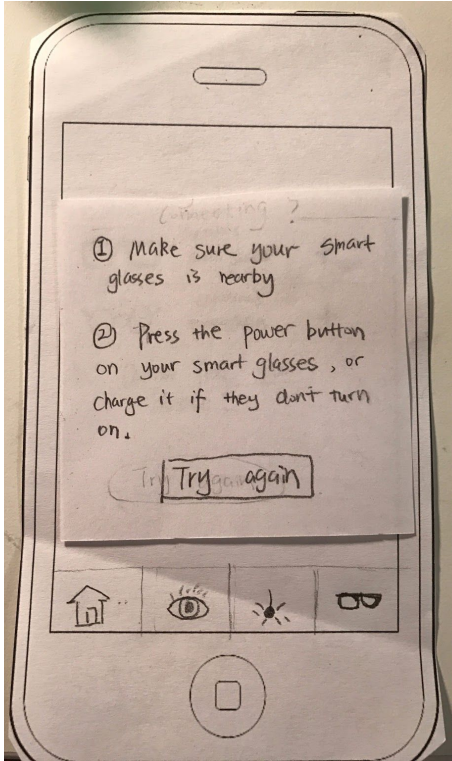 Connecting ?
① Make sure your smart
glasses is nearby
② Press the power button
on your smart glasses, or
charge it if they don't turn
on.
Try again